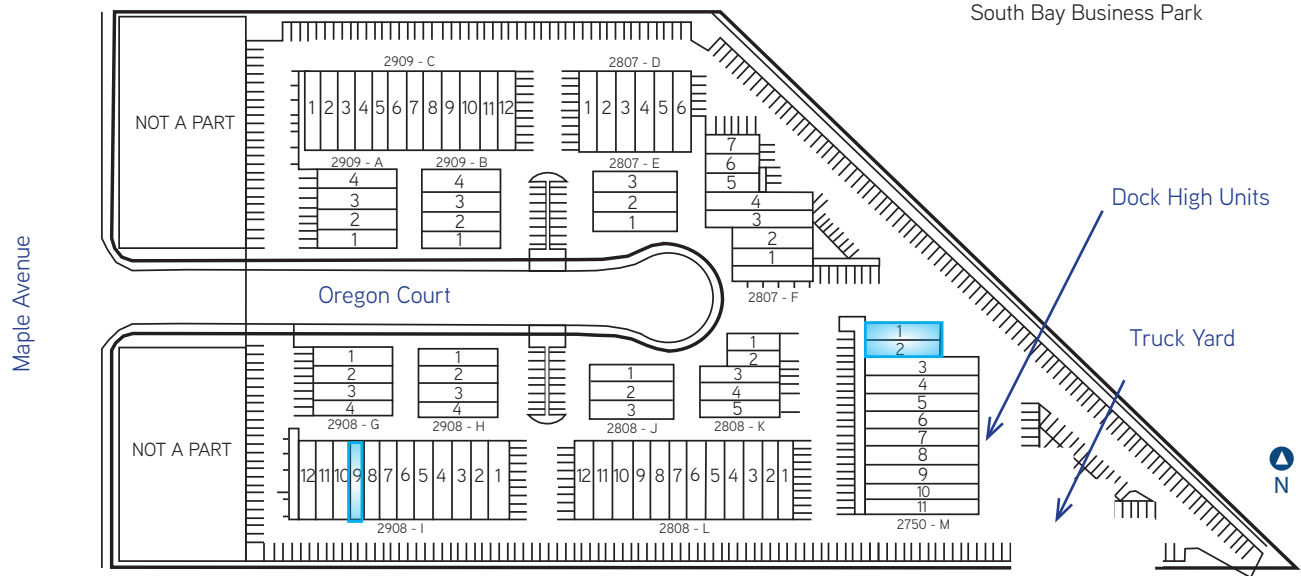 South Bay Business Park
2909 - C
2807 - D
NOT A PART
1 2 3 4 5 6 7 8 9 10 11 12
1 2 3 4 5 6
7
6
5
4
3
2
1
2807 - F
2909 - A
4
3
2
1
2909 - B
4
3
2
1
2807 - E
3
2
1
Dock High Units
Maple Avenue
Oregon Court
Truck Yard
1
2
3
4
2908 - G
1
2
3
4
2908 - H
1
2
3
2808 - J
1
2
3
4
5
2808 - K
1
2
3
4
5
6
7
8
9
10
11
2750 - M
NOT A PART
12 11 10 9 8 7 6 5 4 3 2 1
2908 - I
12 11 10 9 8 7 6 5 4 3 2 1
2808 - L
N